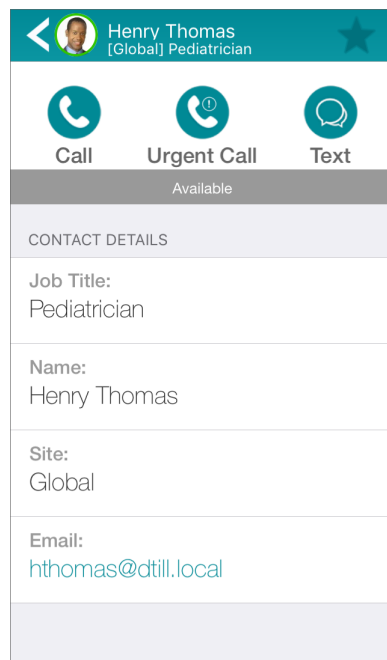 Henry Thomas
[Global] Pediatrician
Call Urgent Call Text
Available
CONTACT DETAILS
Job Title:
Pediatrician
Name:
Henry Thomas
Site:
Global
Email:
hthomas@dtill.local